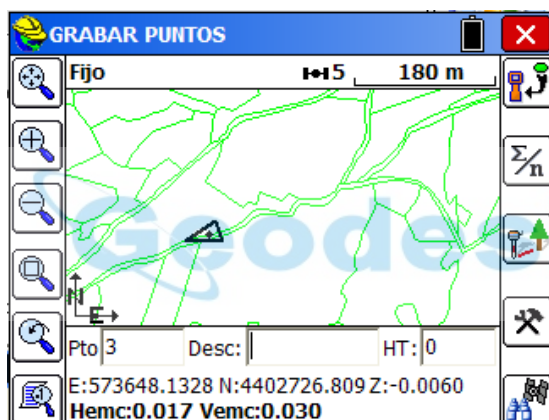 GRABAR PUNTOS
Fijo 5 180 m
Geodes
N
E
Σ/n
Pto 3 Desc: HT: 0
E:573648.1328 N:4402726.809 Z:-0.0060
Hemc:0.017 Vemc:0.030